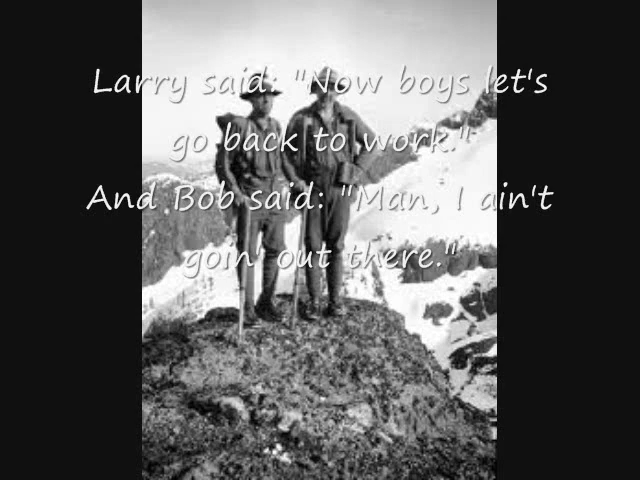 Larry said: "Now boys let's
go back to work."
And Bob said: "Man, I ain't
goin' out there."